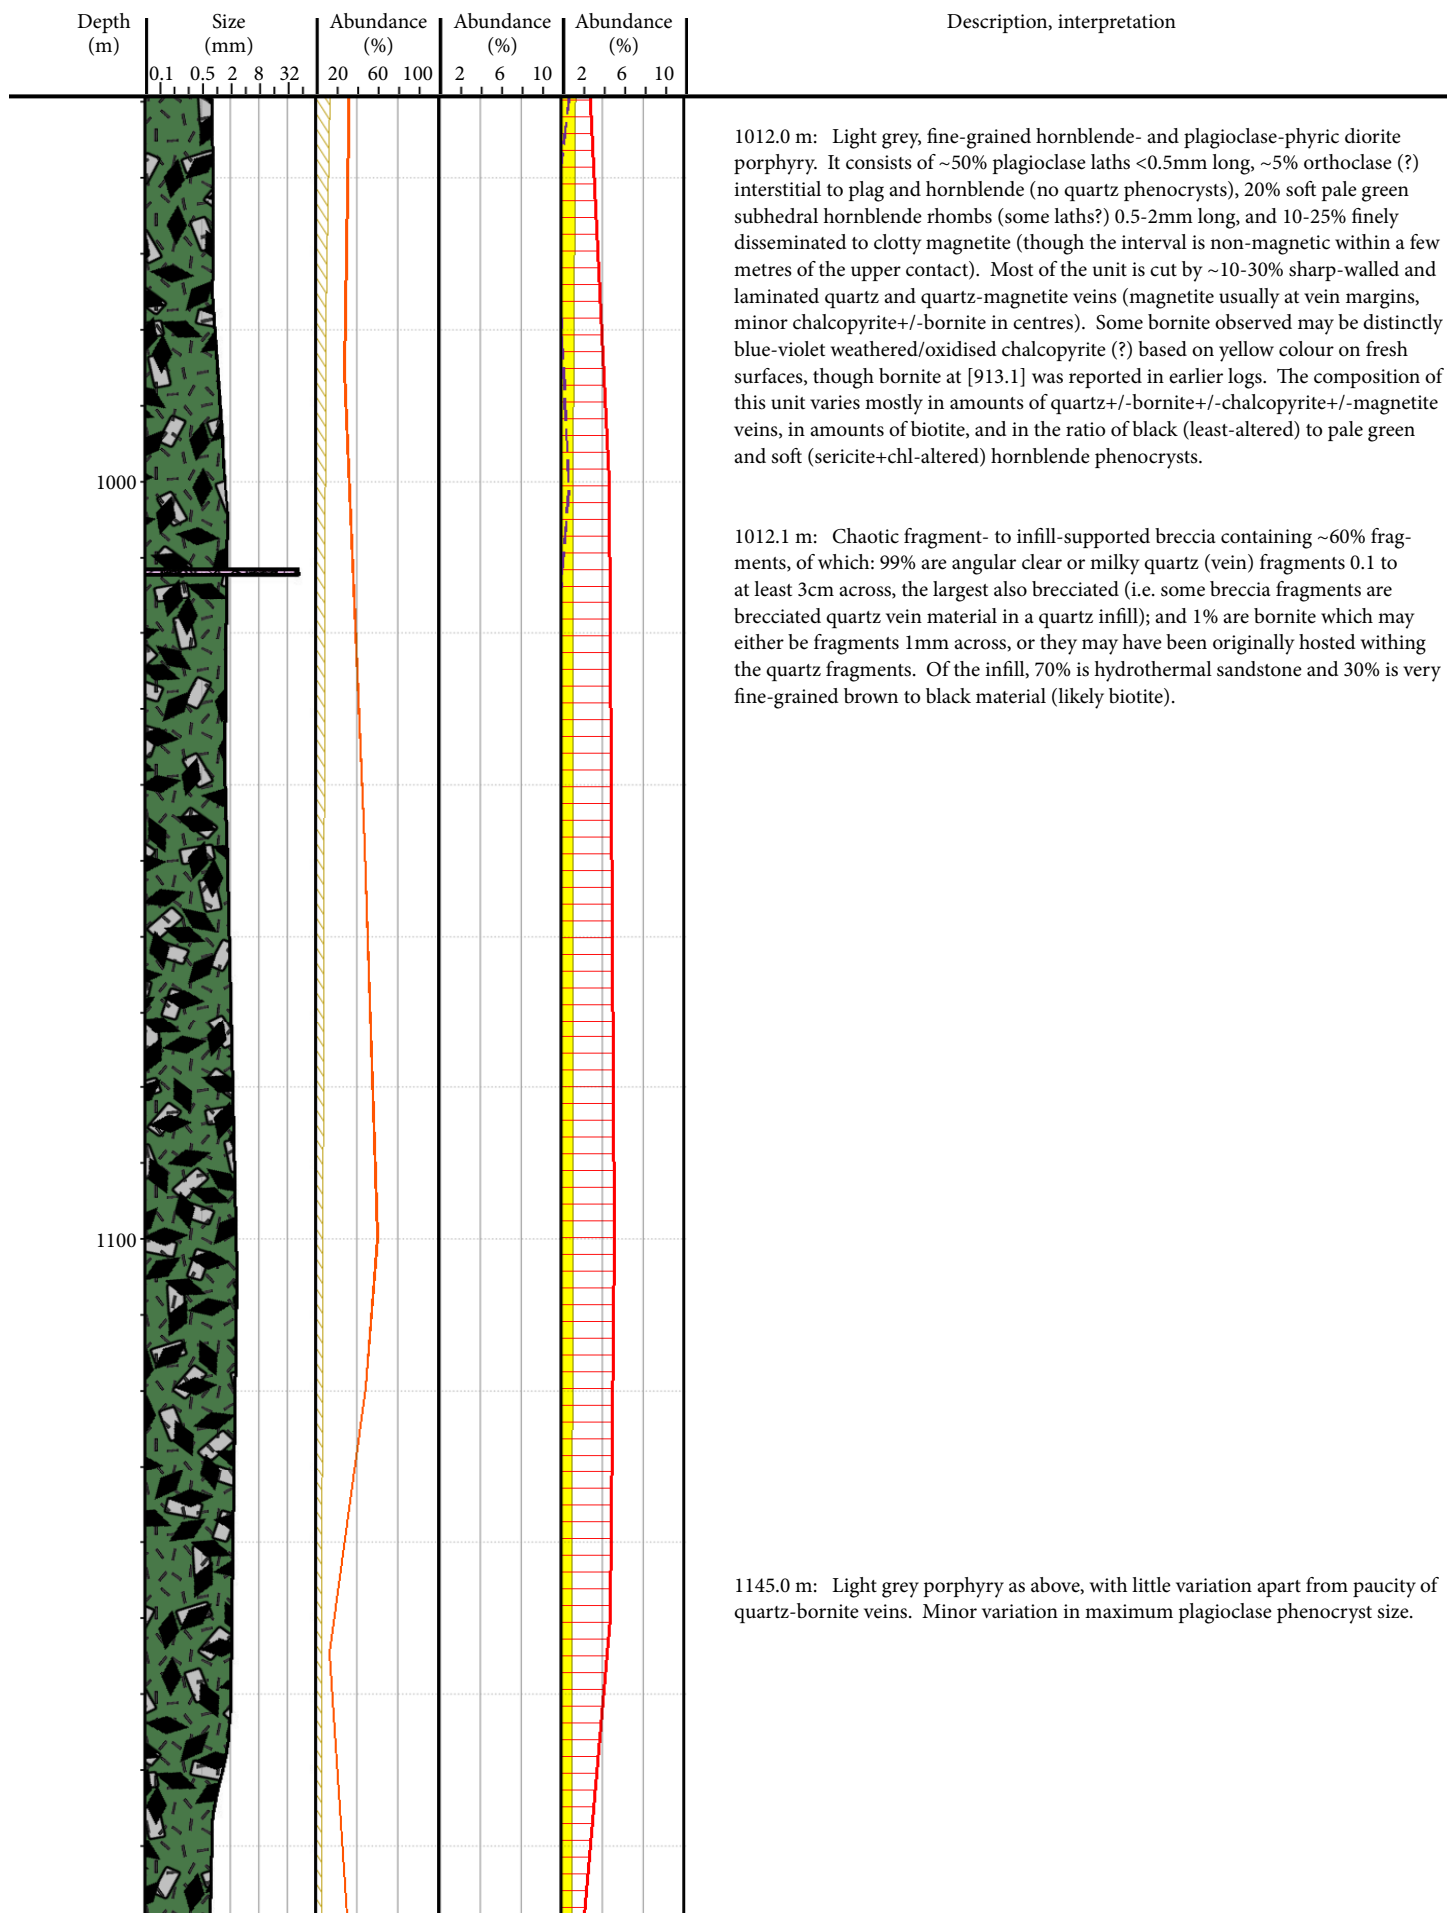 Depth
(m)
Size
(mm)
0.1 0.5 2 8 32
Abundance
(%)
20 60 100
Abundance
(%)
2 6 10
Abundance
(%)
2 6 10
Description, interpretation
1012.0 m: Light grey, fine-grained hornblende- and plagioclase-phyric diorite
porphyry. It consists of ~50% plagioclase laths <0.5mm long, ~5% orthoclase (?)
interstitial to plag and hornblende (no quartz phenocrysts), 20% soft pale green
subhedral hornblende rhombs (some laths?) 0.5-2mm long, and 10-25% finely
disseminated to clotty magnetite (though the interval is non-magnetic within a few
metres of the upper contact). Most of the unit is cut by ~10-30% sharp-walled and
laminated quartz and quartz-magnetite veins (magnetite usually at vein margins,
minor chalcopyrite+/-bornite in centres). Some bornite observed may be distinctly
blue-violet weathered/oxidised chalcopyrite (?) based on yellow colour on fresh
surfaces, though bornite at [913.1] was reported in earlier logs. The composition of
this unit varies mostly in amounts of quartz+/-bornite+/-chalcopyrite+/-magnetite
veins, in amounts of biotite, and in the ratio of black (least-altered) to pale green
and soft (sericite+chl-altered) hornblende phenocrysts.
1000
1012.1 m: Chaotic fragment- to infill-supported breccia containing ~60% frag-
ments, of which: 99% are angular clear or milky quartz (vein) fragments 0.1 to
at least 3cm across, the largest also brecciated (i.e. some breccia fragments are
brecciated quartz vein material in a quartz infill); and 1% are bornite which may
either be fragments 1mm across, or they may have been originally hosted withing
the quartz fragments. Of the infill, 70% is hydrothermal sandstone and 30% is very
fine-grained brown to black material (likely biotite).
1100
1145.0 m: Light grey porphyry as above, with little variation apart from paucity of
quartz-bornite veins. Minor variation in maximum plagioclase phenocryst size.